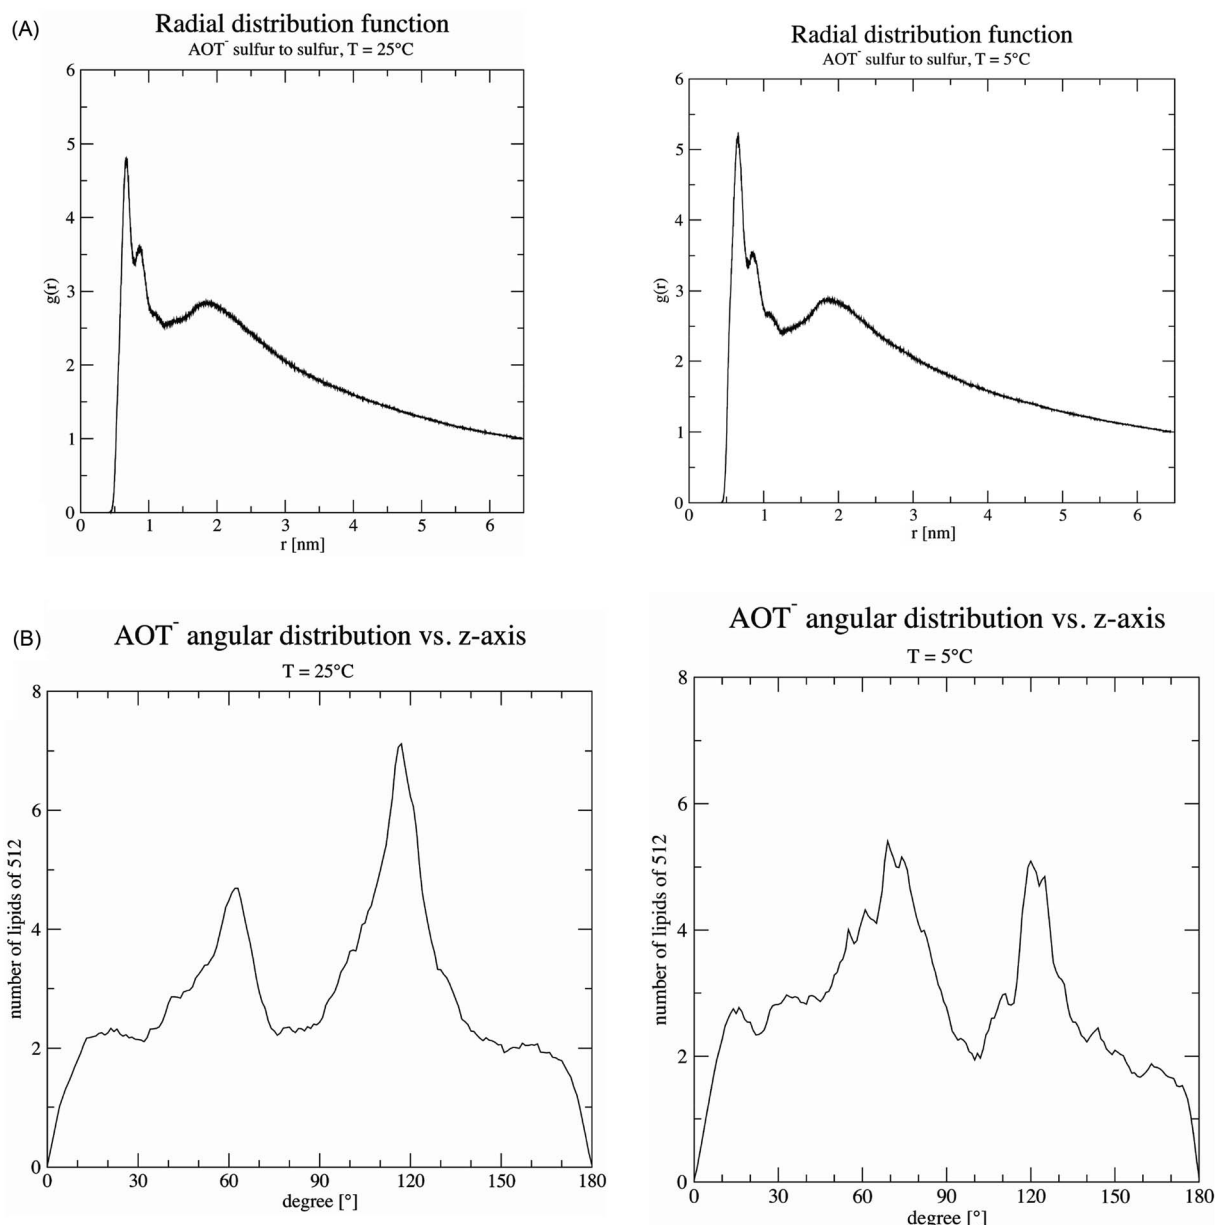 (A)
Radial distribution function
AOT⁻ sulfur to sulfur, T = 25°C
6
5
4
3
2
1
0
g(r)
0 1 2 3 4 5 6
r [nm]
Radial distribution function
AOT⁻ sulfur to sulfur, T = 5°C
6
5
4
3
2
1
0
g(r)
0 1 2 3 4 5 6
r [nm]
(B)
AOT⁻ angular distribution vs. z-axis
T = 25°C
8
6
4
2
0
number of lipids of 512
0 30 60 90 120 150 180
degree [°]
AOT⁻ angular distribution vs. z-axis
T = 5°C
8
6
4
2
0
number of lipids of 512
0 30 60 90 120 150 180
degree [°]